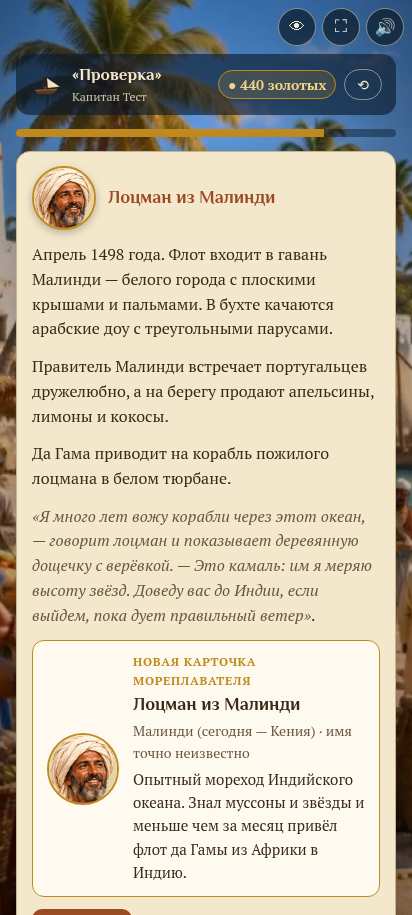 «Проверка»
Капитан Тест
● 440 золотых
Лоцман из Малинди
Апрель 1498 года. Флот входит в гавань
Малинди — белого города с плоскими
крышами и пальмами. В бухте качаются
арабские доу с треугольными парусами.
Правитель Малинди встречает португальцев
дружелюбно, а на берегу продают апельсины,
лимоны и кокосы.
Да Гама приводит на корабль пожилого
лоцмана в белом тюрбане.
«Я много лет вожу корабли через этот океан,
— говорит лоцман и показывает деревянную
дощечку с верёвкой. — Это камаль: им я меряю
высоту звёзд. Доведу вас до Индии, если
выйдем, пока дует правильный ветер».
НОВАЯ КАРТОЧКА
МОРЕПЛАВАТЕЛЯ
Лоцман из Малинди
Малинди (сегодня — Кения) · имя
точно неизвестно
Опытный мореход Индийского
океана. Знал муссоны и звёзды и
меньше чем за месяц привёл
флот да Гамы из Африки в
Индию.